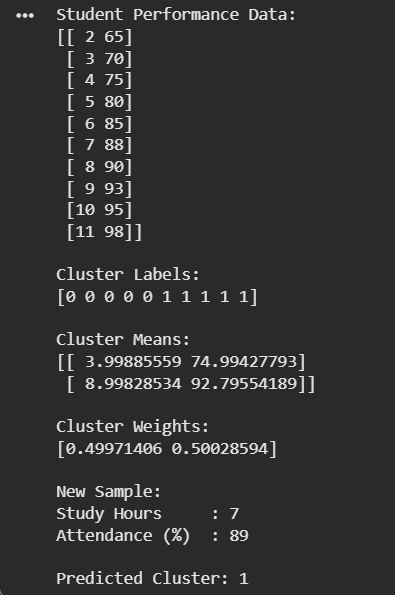 Student Performance Data:
[[ 2 65]
 [ 3 70]
 [ 4 75]
 [ 5 80]
 [ 6 85]
 [ 7 88]
 [ 8 90]
 [ 9 93]
 [10 95]
 [11 98]]

Cluster Labels:
[0 0 0 0 0 1 1 1 1 1]

Cluster Means:
[[ 3.99885559 74.99427793]
 [ 8.99828534 92.79554189]]

Cluster Weights:
[0.49971406 0.50028594]

New Sample:
Study Hours    : 7
Attendance (%) : 89

Predicted Cluster: 1